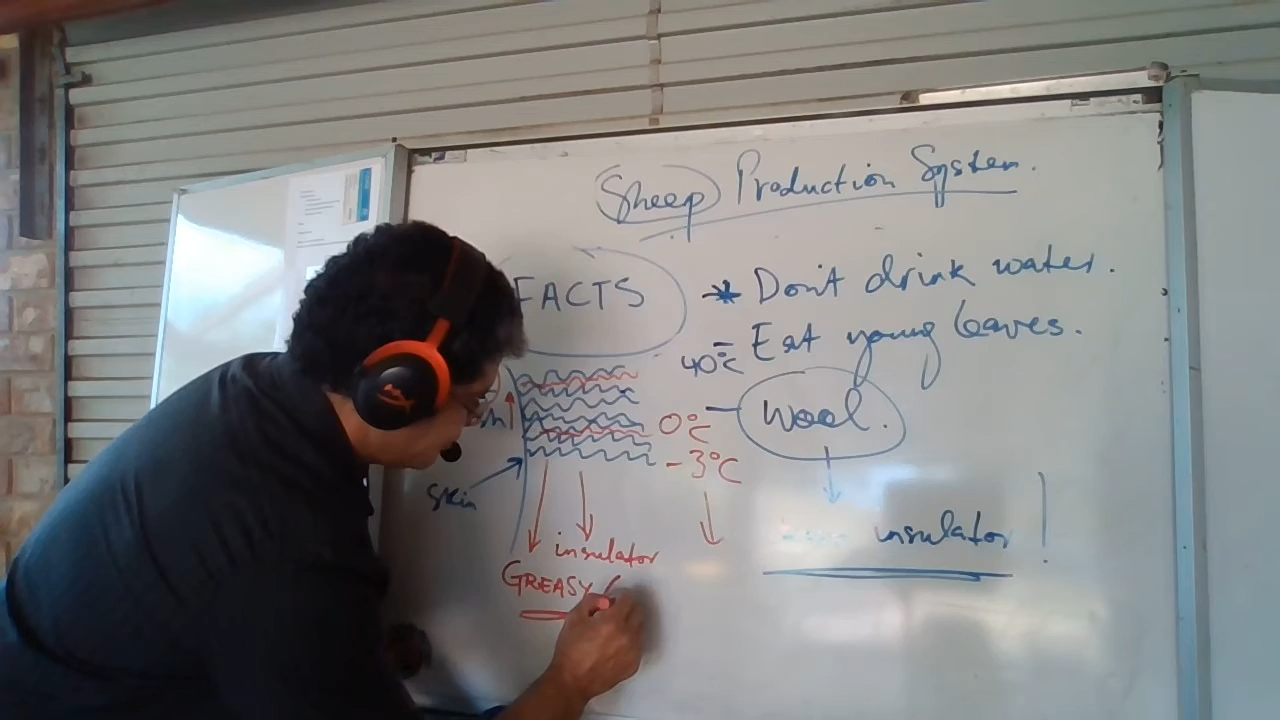 Sheep Production System.
FACTS
* Don't drink water.
Eat young leaves.
40°C
Wool.
0°C
-3°C
skin
insulator !
insulator
GREASY